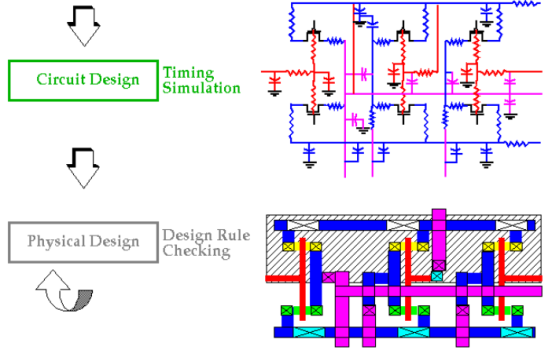 Circuit Design
Timing
Simulation
Physical Design
Design Rule
Checking